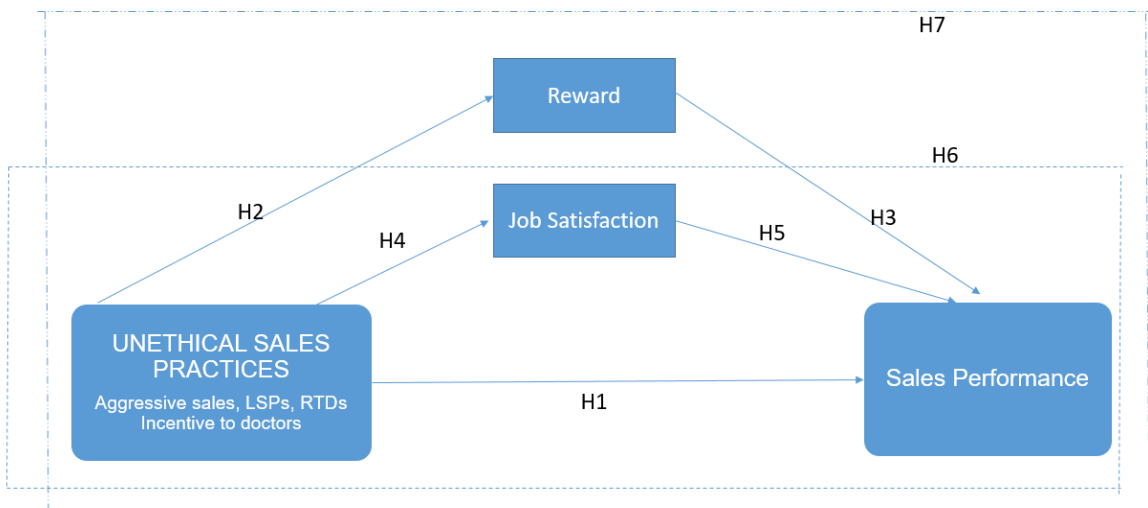 H7
Reward
H6
H2
Job Satisfaction
H3
H4
H5
UNETHICAL SALES
PRACTICES
Aggressive sales, LSPs, RTDs
Incentive to doctors
Sales Performance
H1